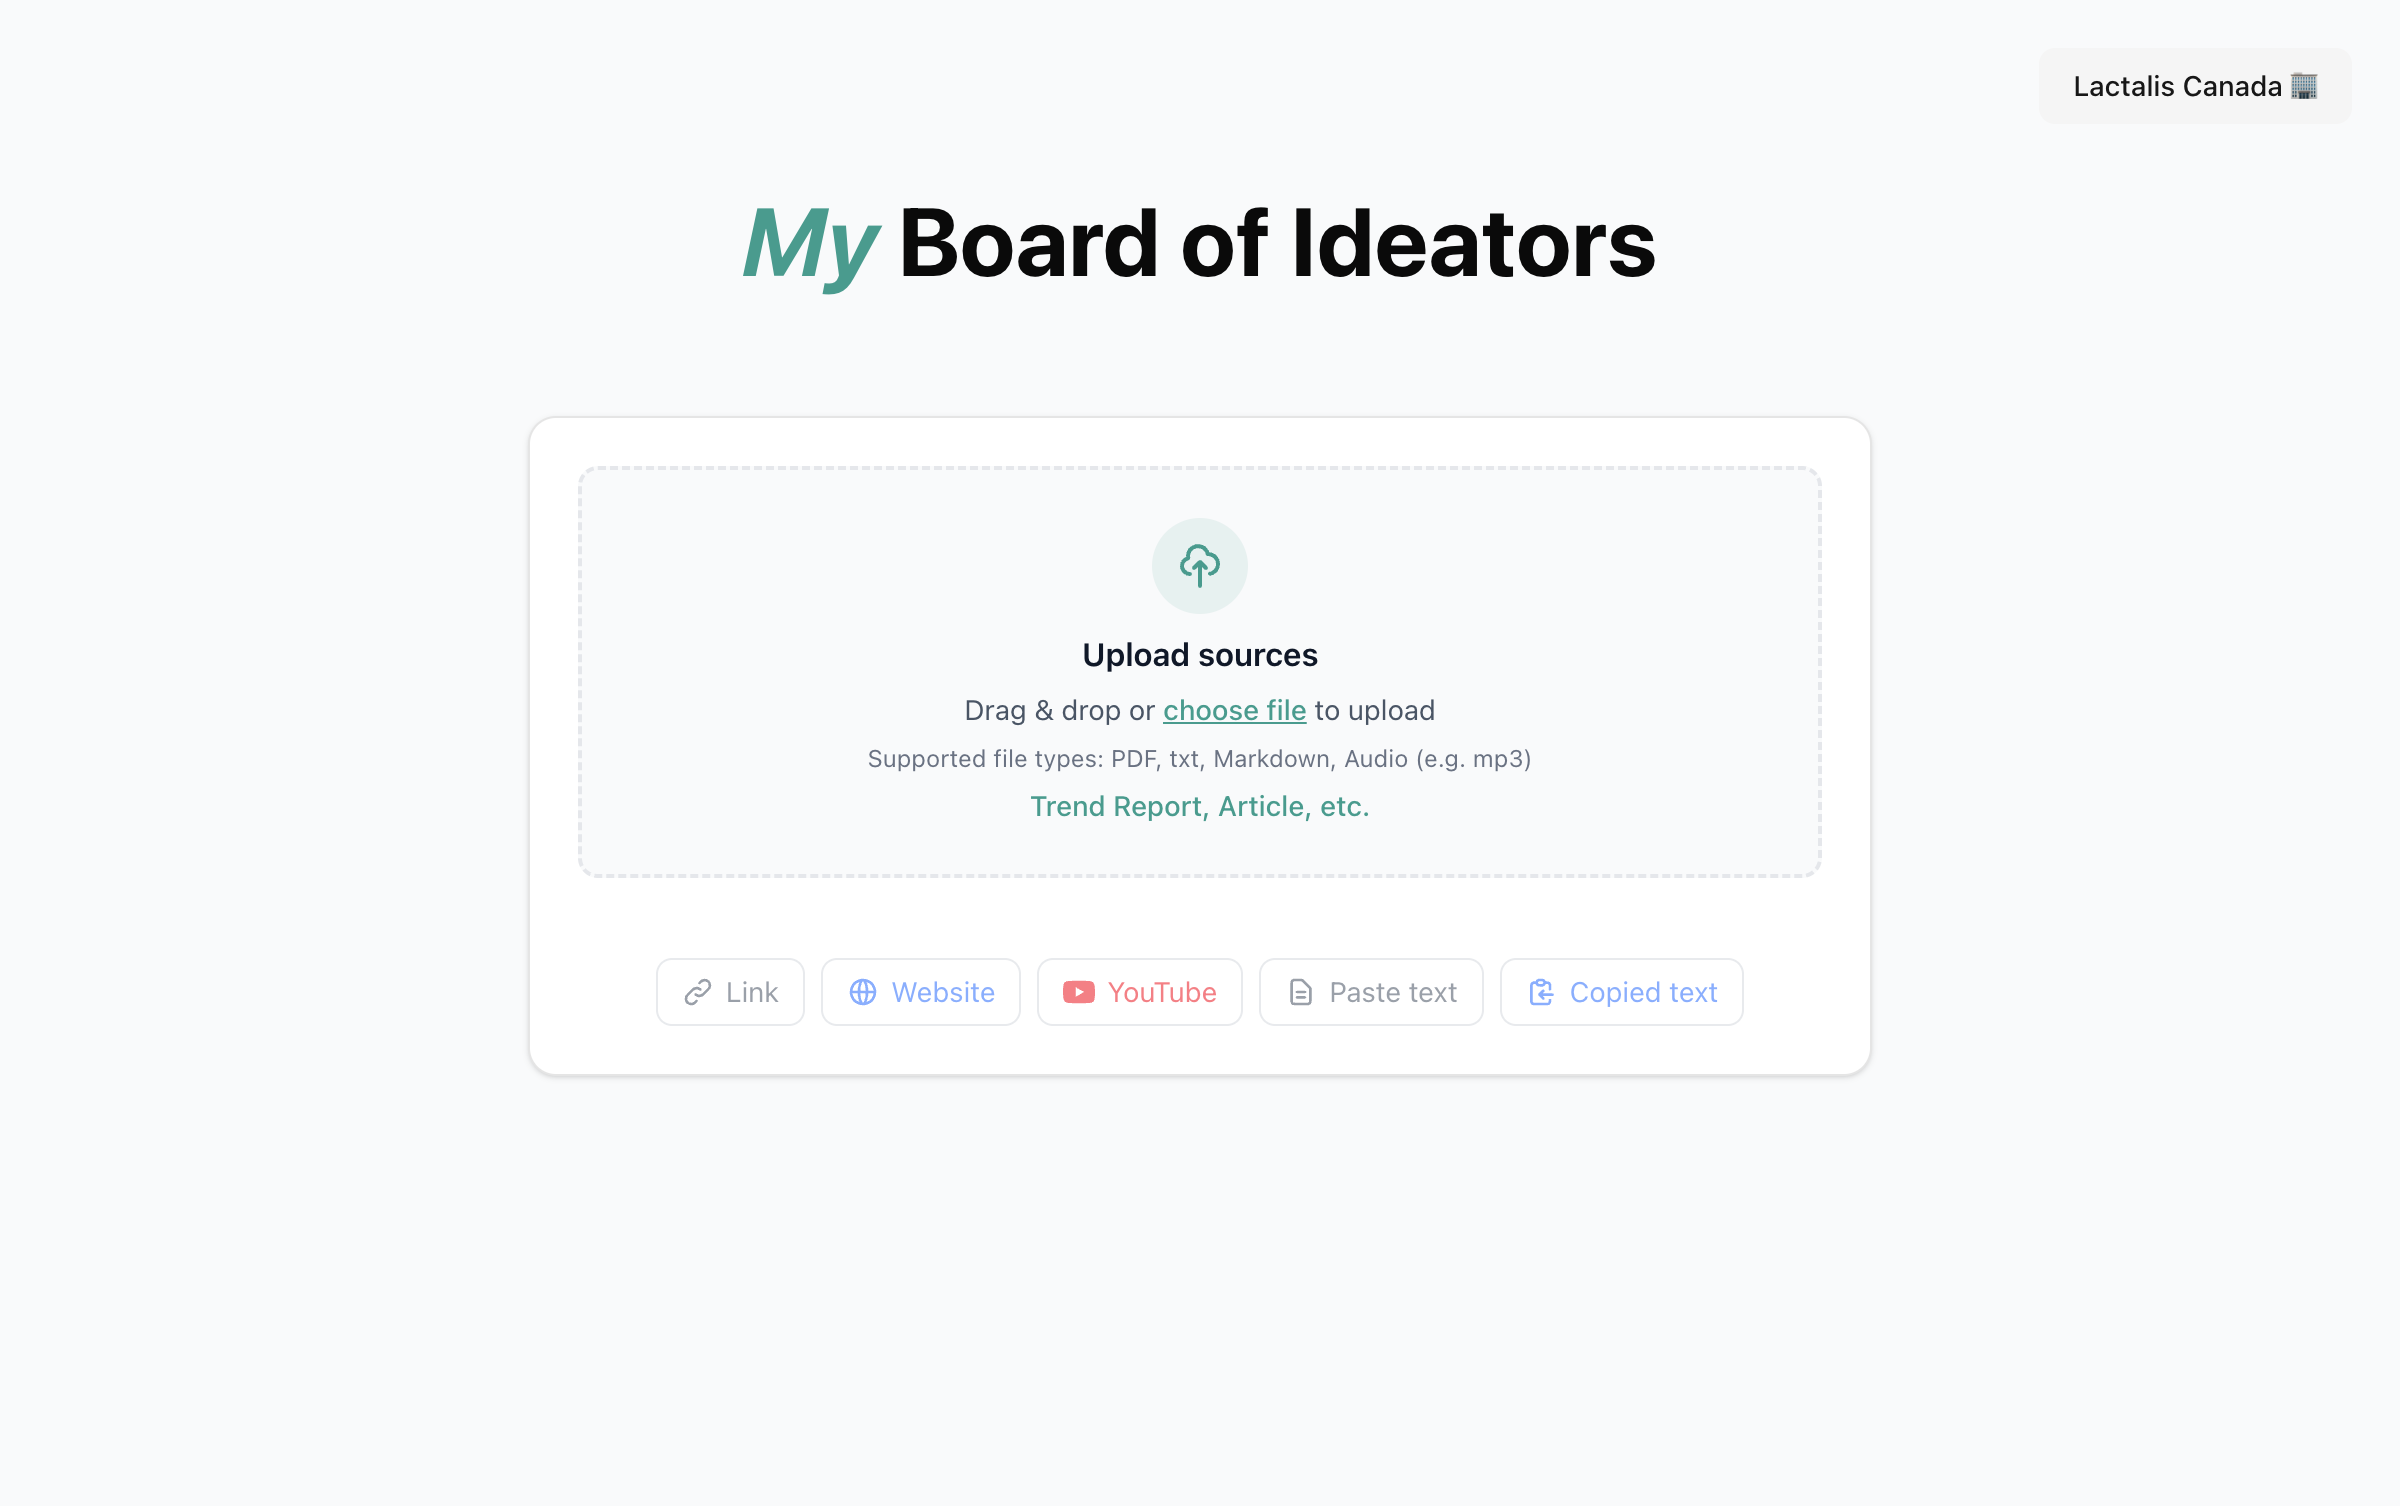 Lactalis Canada 🏢
My Board of Ideators
Upload sources
Drag & drop or choose file to upload
Supported file types: PDF, txt, Markdown, Audio (e.g. mp3)
Trend Report, Article, etc.
Link
Website
YouTube
Paste text
Copied text